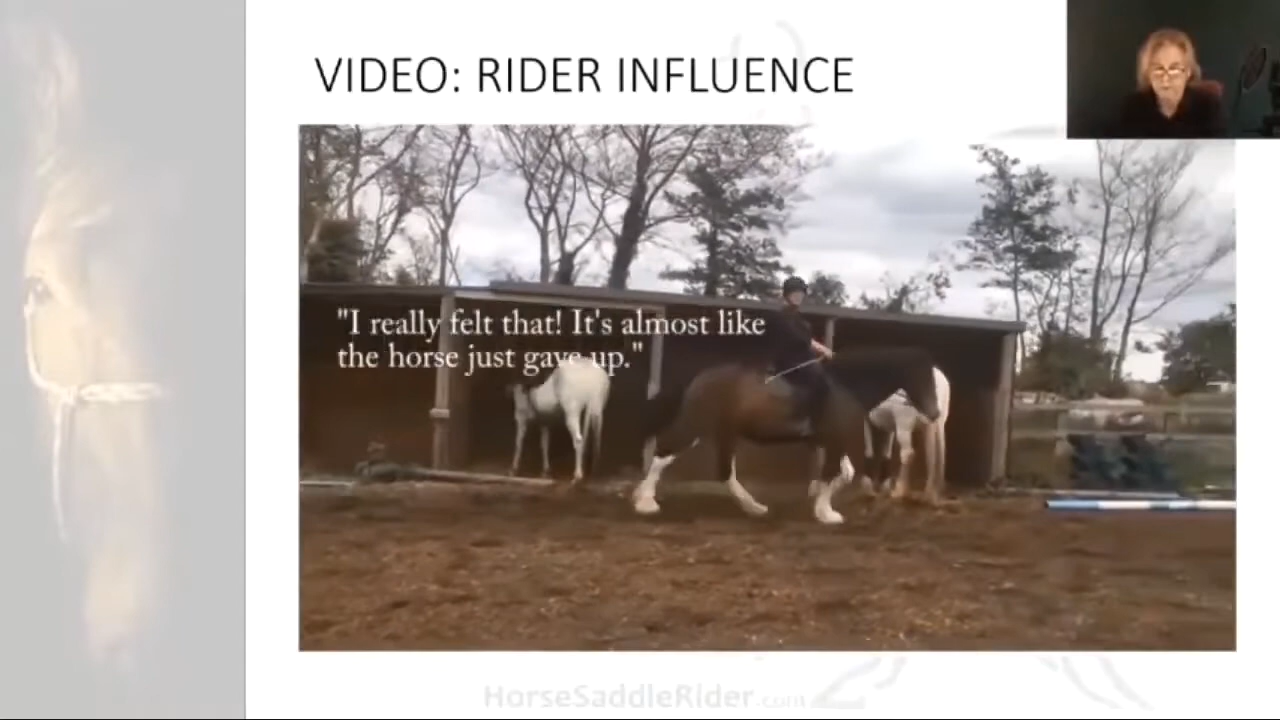 VIDEO: RIDER INFLUENCE
"I really felt that! It's almost like
the horse just gave up."
HorseSaddleRider.com